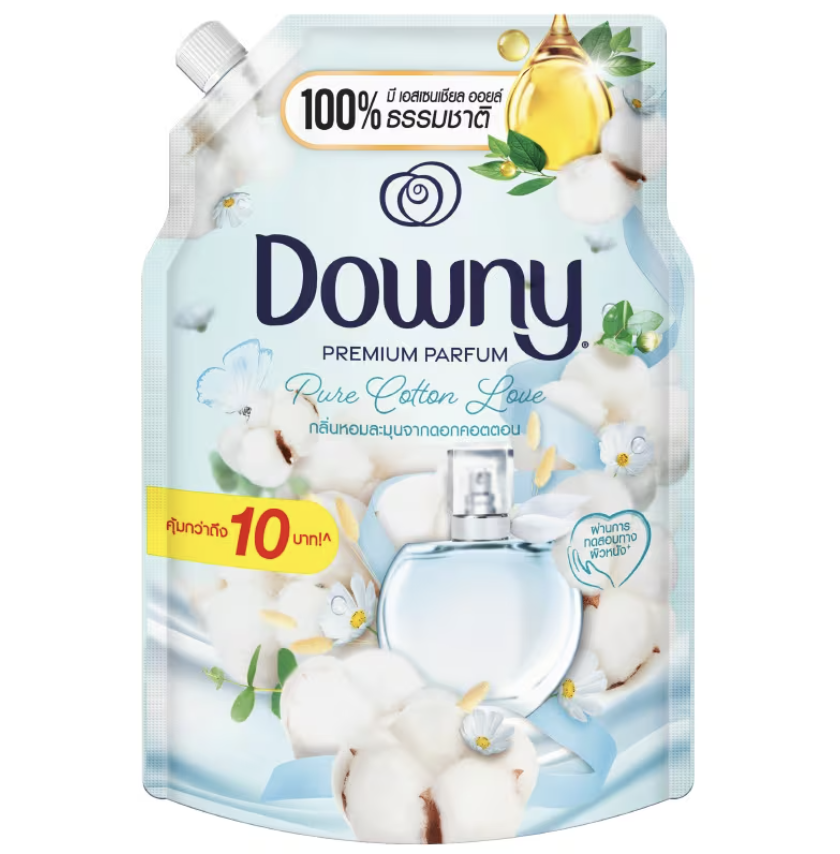 100% มี เอสเซนเชียล ออยล์
ธรรมชาติ
Downy®
PREMIUM PARFUM
Pure Cotton Love
กลิ่นหอมละมุนจากดอกคอตตอน
คุ้มกว่าถึง 10 บาท!^
ผ่านการ
ทดสอบทาง
ผิวหนัง+